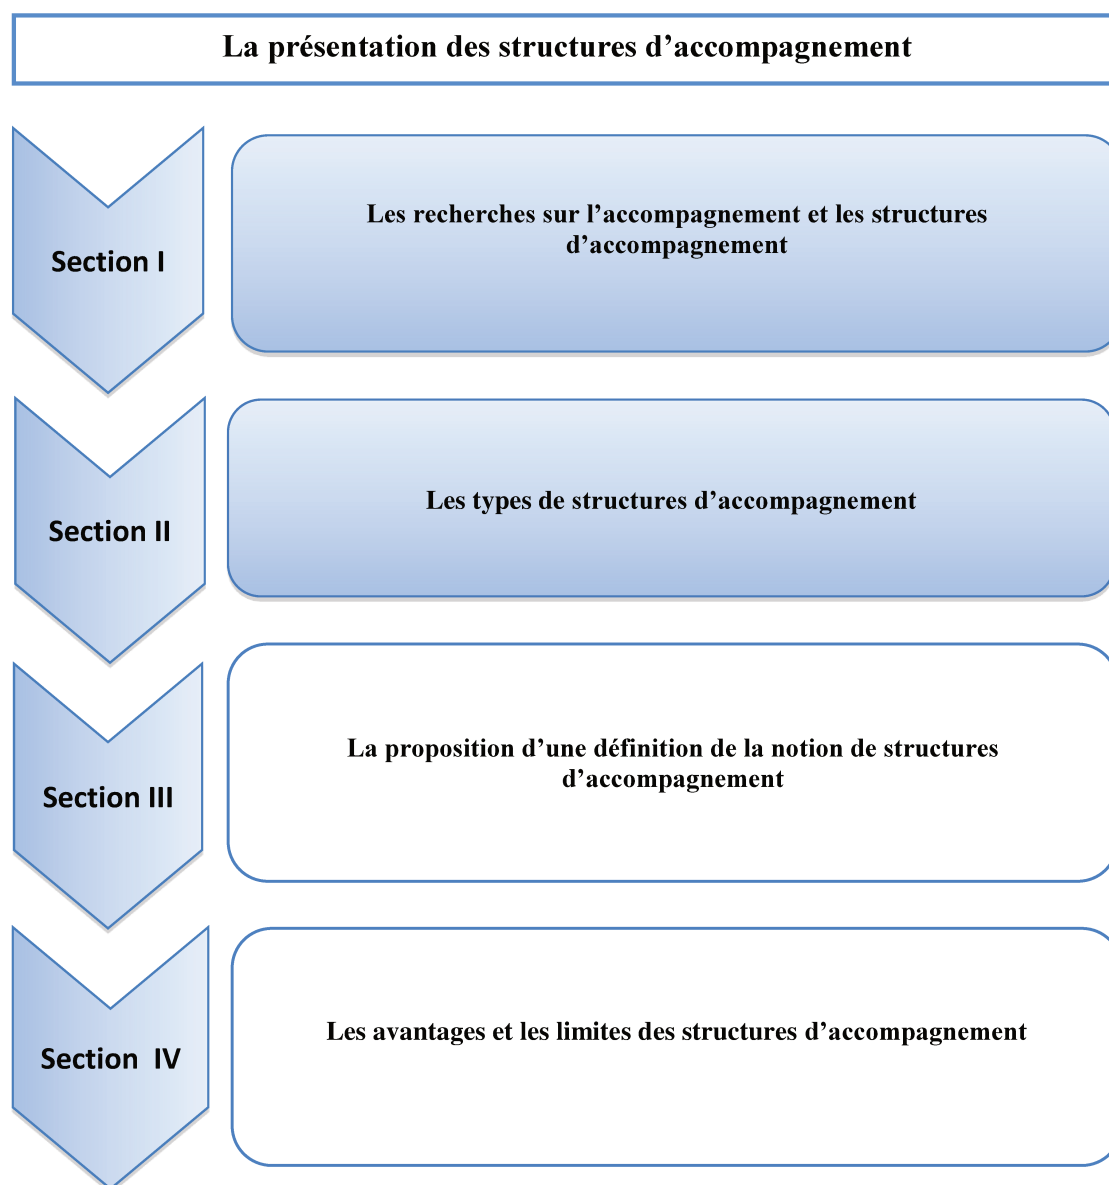 La présentation des structures d’accompagnement
Section I
Les recherches sur l’accompagnement et les structures
d’accompagnement
Section II
Les types de structures d’accompagnement
Section III
La proposition d’une définition de la notion de structures
d’accompagnement
Section IV
Les avantages et les limites des structures d’accompagnement